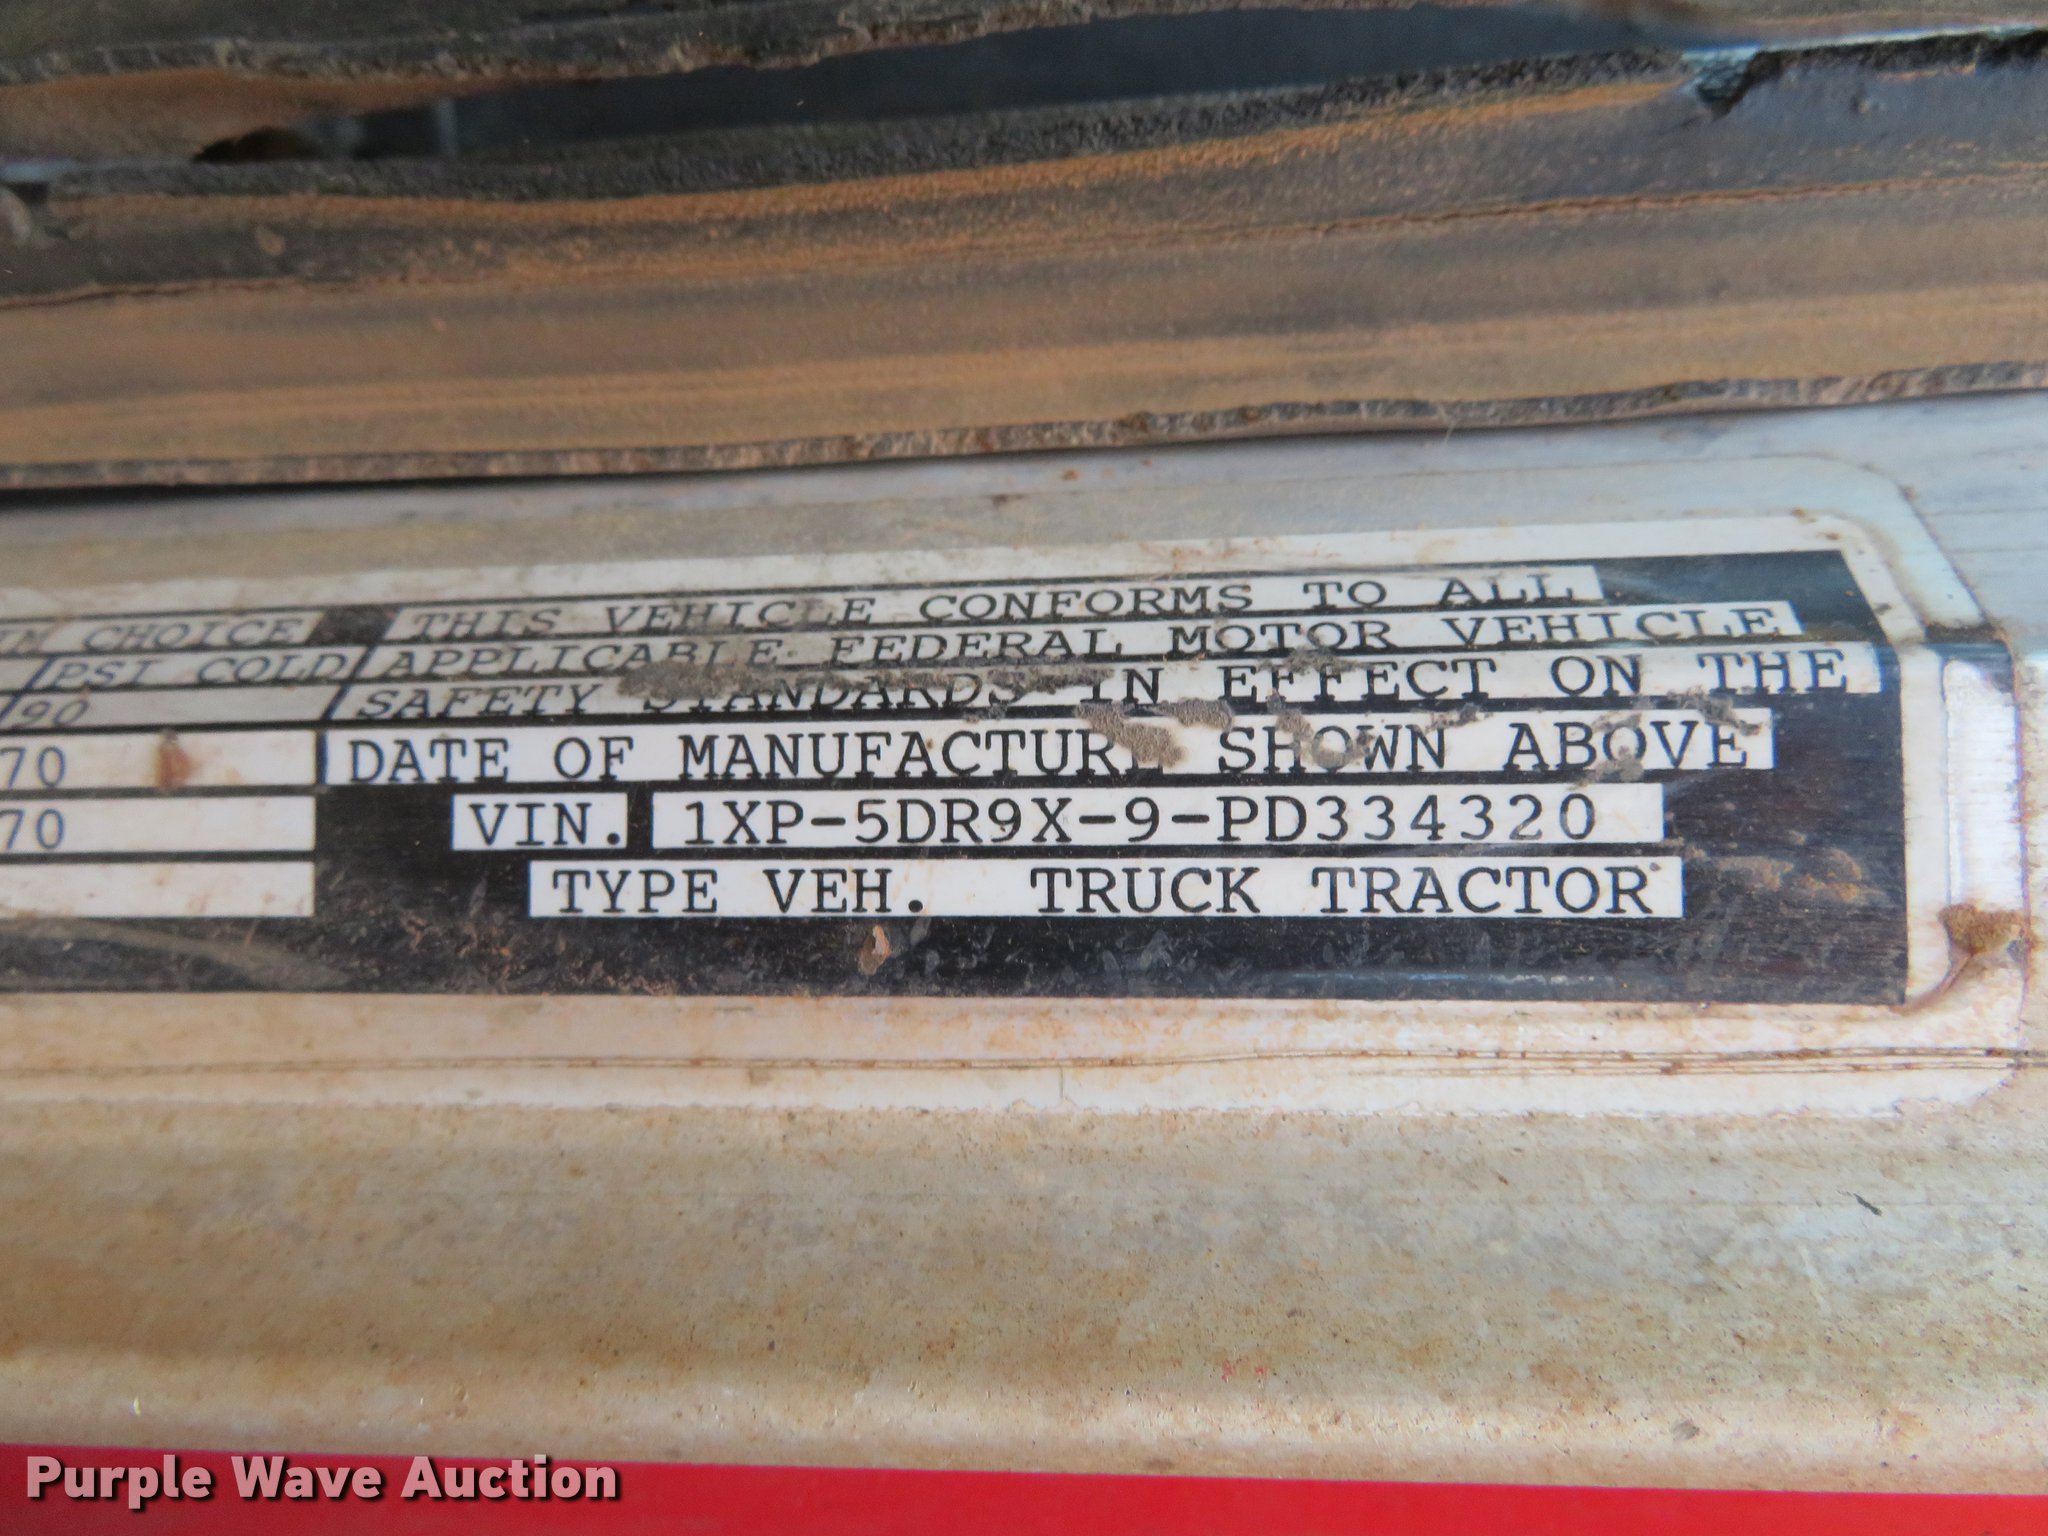 IM CHOICE
PSI COLD
90
70
70
THIS VEHICLE CONFORMS TO ALL
APPLICABLE FEDERAL MOTOR VEHICLE
SAFETY STANDARDS IN EFFECT ON THE
DATE OF MANUFACTURE SHOWN ABOVE
VIN. 1XP-5DR9X-9-PD334320
TYPE VEH. TRUCK TRACTOR
Purple Wave Auction